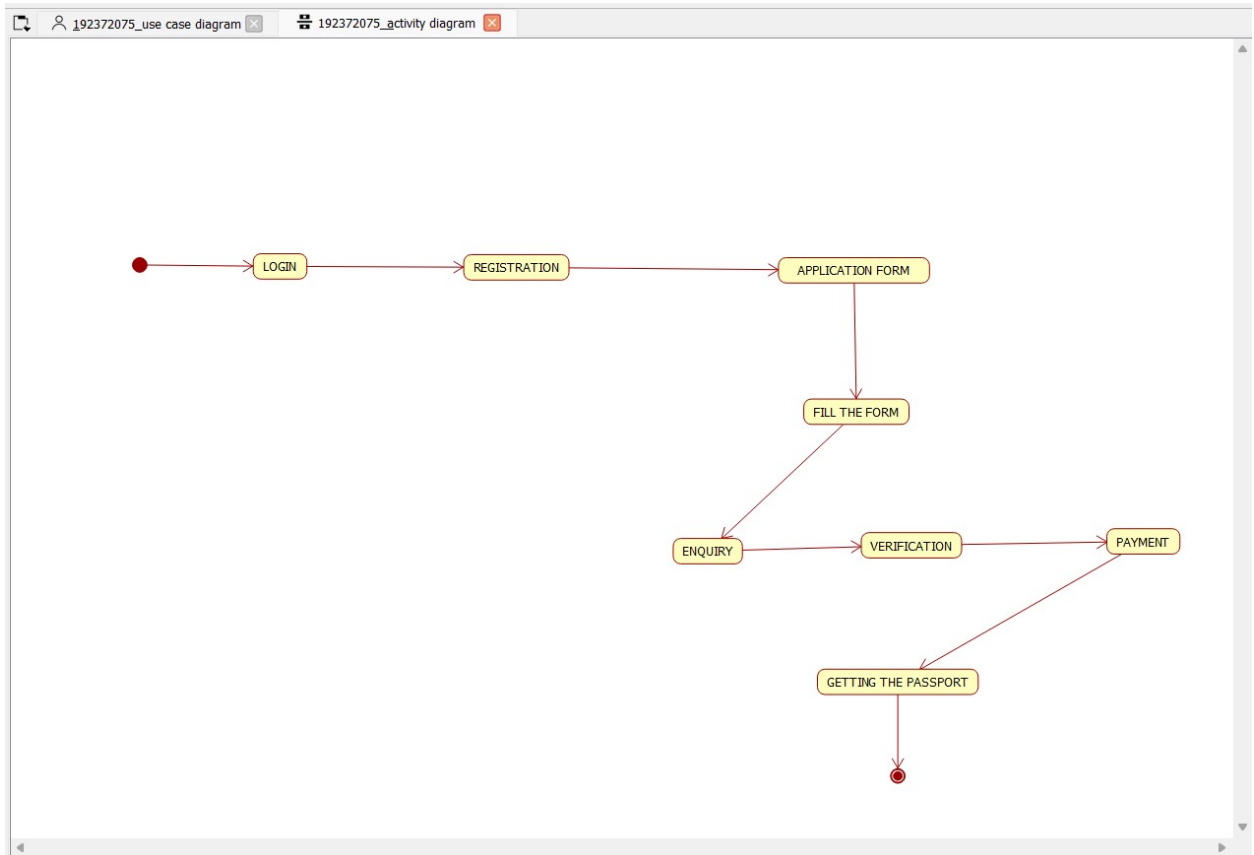 192372075_use case diagram
192372075_activity diagram
LOGIN
REGISTRATION
APPLICATION FORM
FILL THE FORM
ENQUIRY
VERIFICATION
PAYMENT
GETTING THE PASSPORT